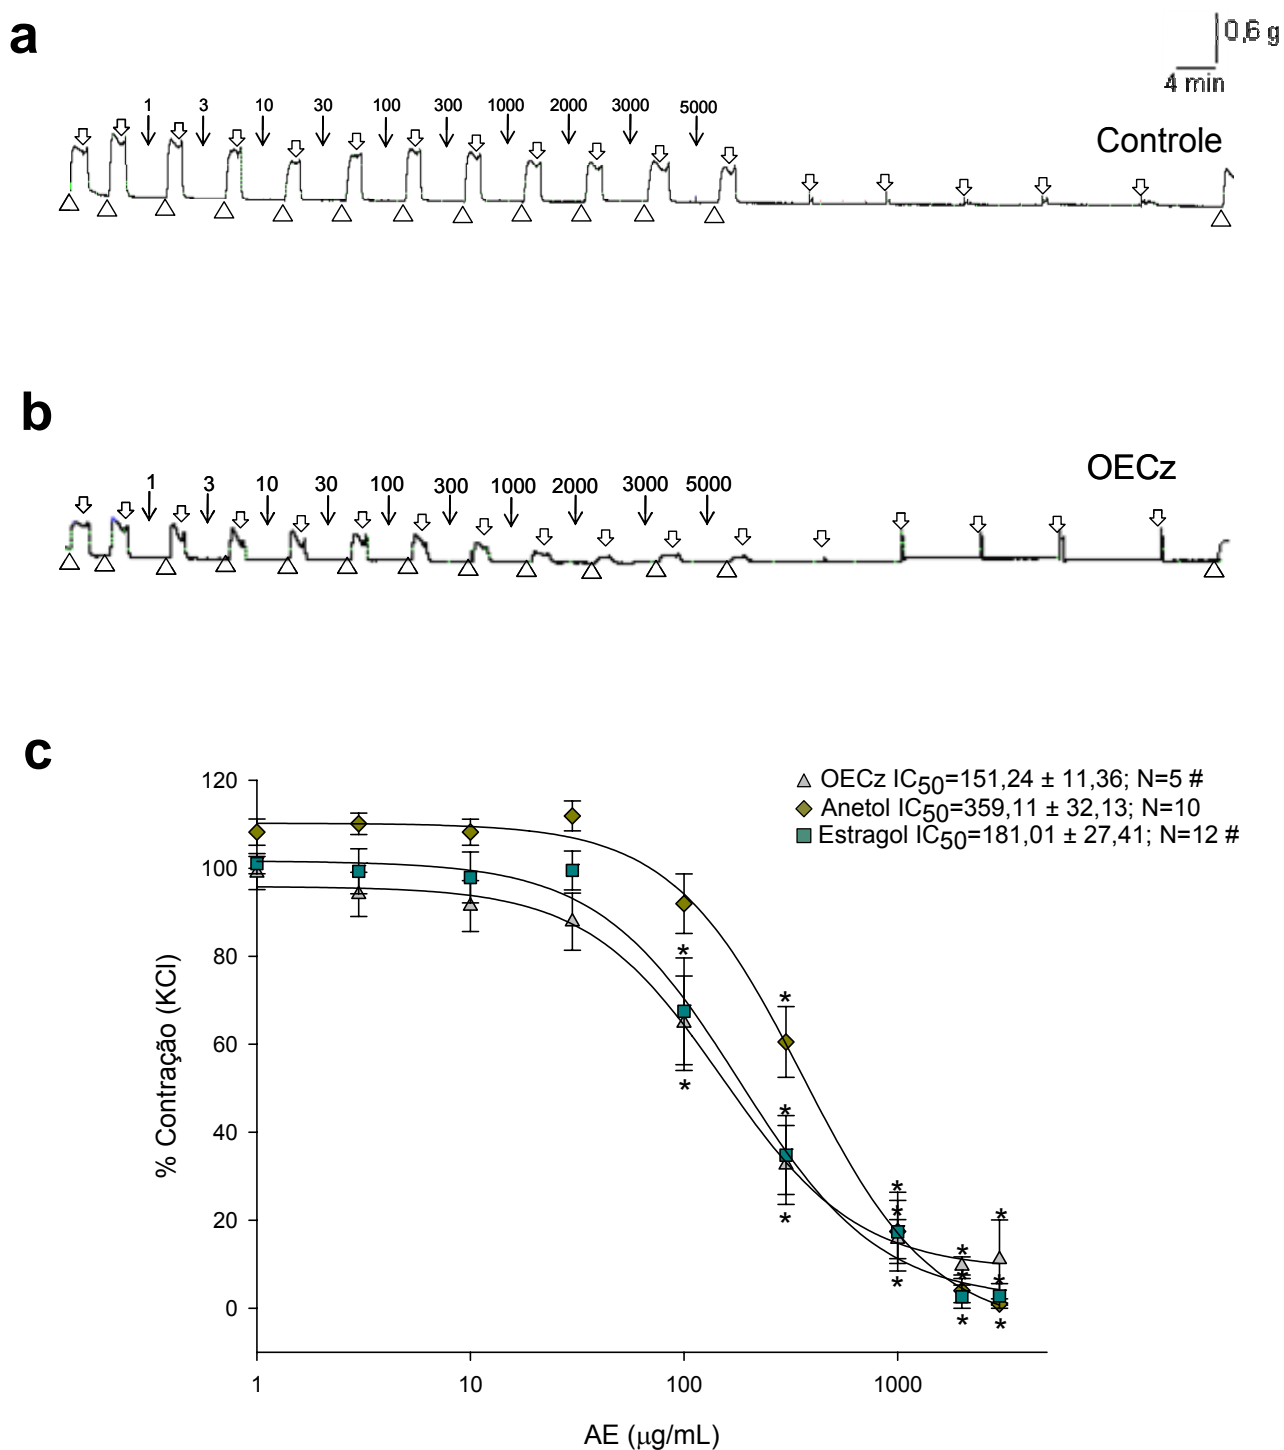 a
0,6 g
4 min
1 3 10 30 100 300 1000 2000 3000 5000
Controle
b
OECz
1 3 10 30 100 300 1000 2000 3000 5000
c
OECz IC50=151,24 ± 11,36; N=5 #
Anetol IC50=359,11 ± 32,13; N=10
Estragol IC50=181,01 ± 27,41; N=12 #
120
100
80
60
40
20
0
% Contração (KCl)
* * * * * * * * * * * * * * *
1 10 100 1000
AE (µg/mL)